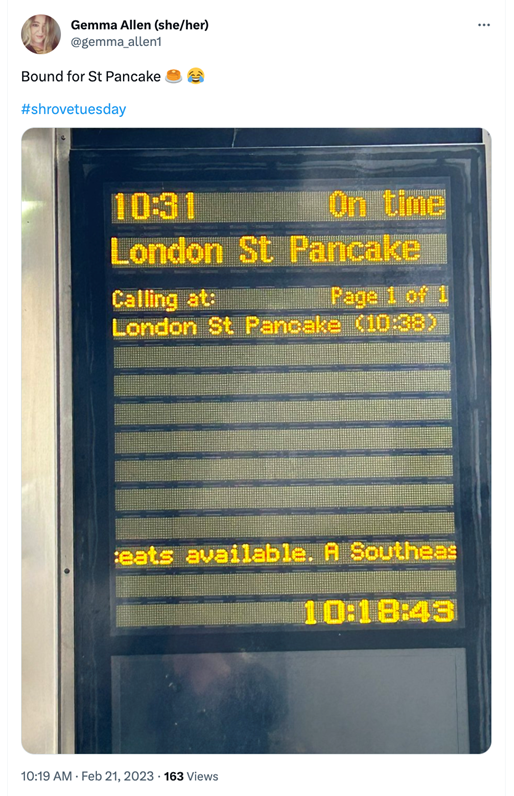 Gemma Allen (she/her)
@gemma_allen1
Bound for St Pancake 🥞 😂
#shrovetuesday
10:31 On time
London St Pancake
Calling at: Page 1 of 1
London St Pancake (10:38)
eats available. A Southeas
10:18:43
10:19 AM · Feb 21, 2023 · 163 Views